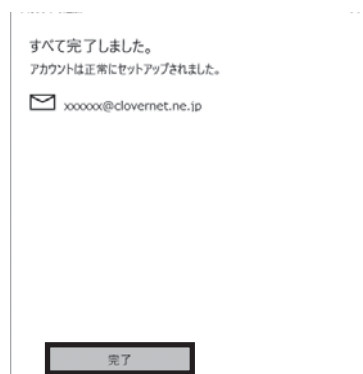 すべて完了しました。
アカウントは正常にセットアップされました。
xxxxxx@clovernet.ne.jp
完了